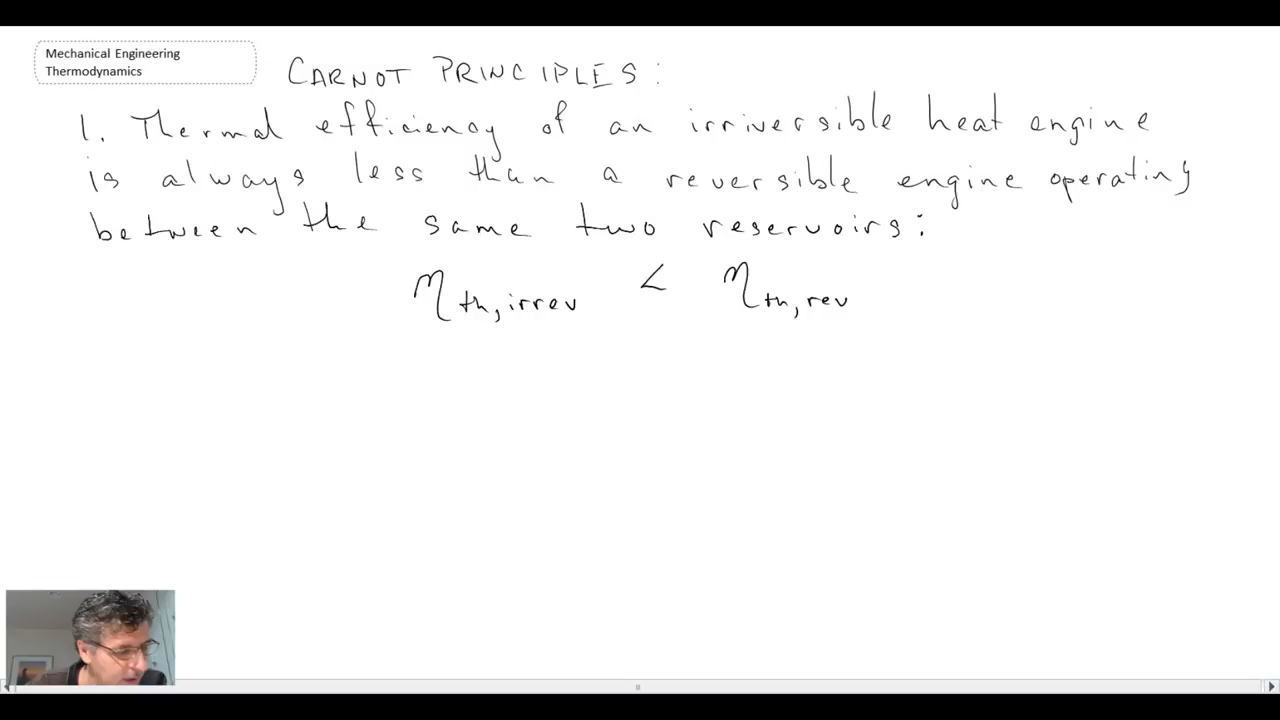 Mechanical Engineering
Thermodynamics
CARNOT PRINCIPLES:
1. Thermal efficiency of an irriversible heat engine
is always less than a reversible engine operating
between the same two reservoirs:
η th, irrev < η th, rev